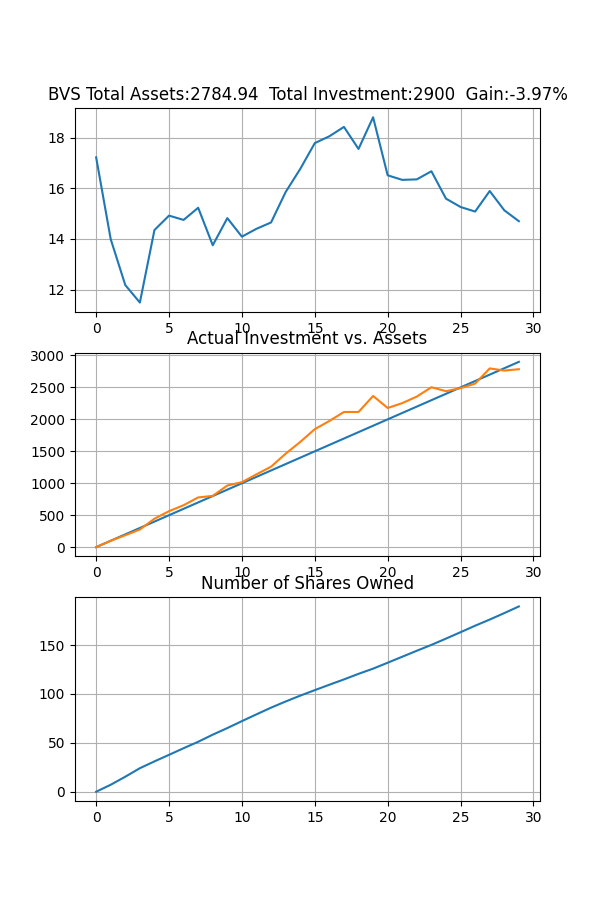 BVS Total Assets:2784.94  Total Investment:2900  Gain:-3.97%
18
16
14
12
0 5 10 15 20 25 30
Actual Investment vs. Assets
3000
2500
2000
1500
1000
500
0
0 5 10 15 20 25 30
Number of Shares Owned
150
100
50
0
0 5 10 15 20 25 30